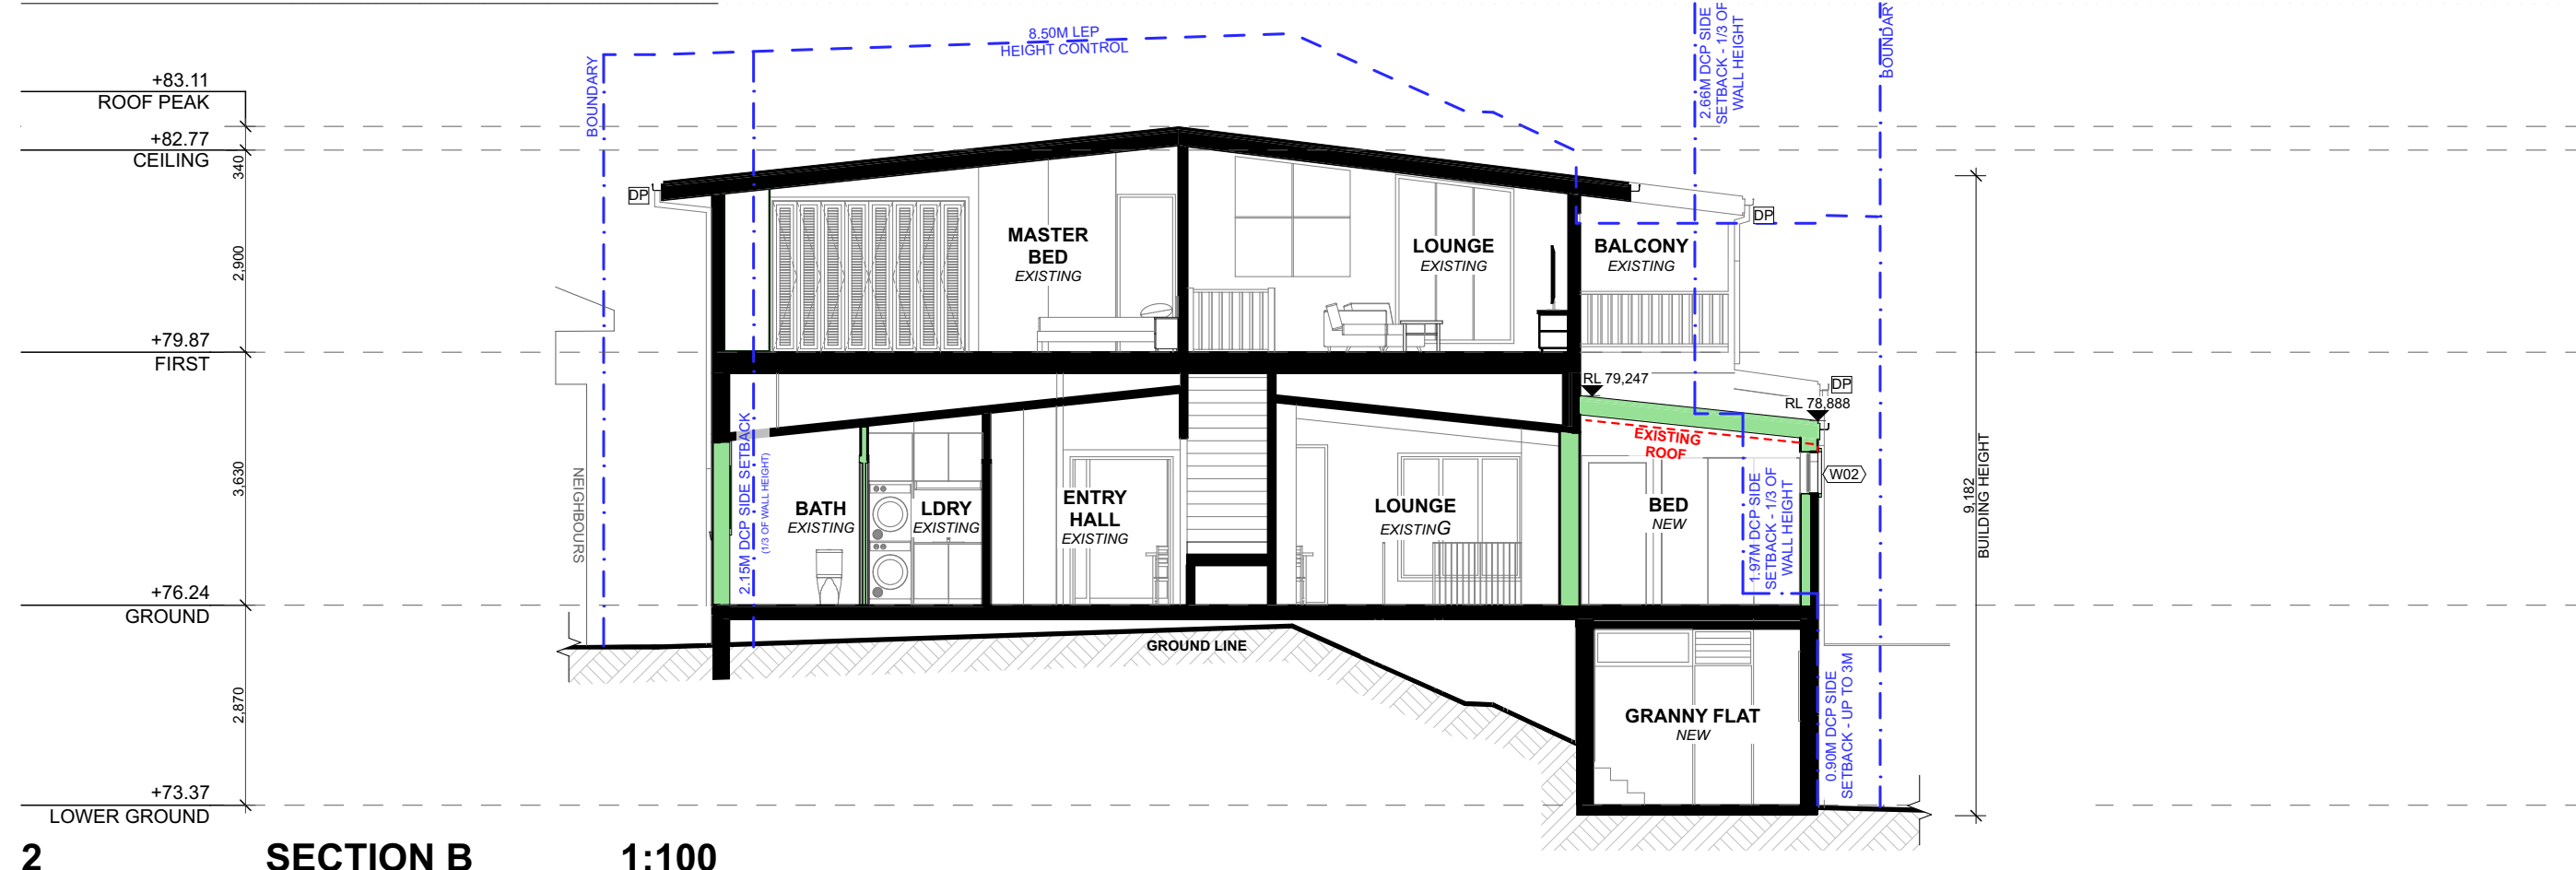 8.50M LEP
HEIGHT CONTROL
BOUNDARY
2.66M DCP SIDE
SETBACK - 1/3 OF
WALL HEIGHT
BOUNDARY
+83.11
ROOF PEAK
+82.77
CEILING
340
2,900
+79.87
FIRST
3,630
+76.24
GROUND
2,870
+73.37
LOWER GROUND
DP
MASTER
BED
EXISTING
LOUNGE
EXISTING
BALCONY
EXISTING
DP
RL 79,247
DP
RL 78,888
EXISTING
ROOF
W02
NEIGHBOURS
2.15M DCP SIDE SETBACK
(1/3 OF WALL HEIGHT)
BATH
EXISTING
LDRY
EXISTING
ENTRY
HALL
EXISTING
LOUNGE
EXISTING
BED
NEW
1.97M DCP SIDE
SETBACK - 1/3 OF
WALL HEIGHT
9,182
BUILDING HEIGHT
GROUND LINE
GRANNY FLAT
NEW
0.90M DCP SIDE
SETBACK - UP TO 3M
2 SECTION B 1:100